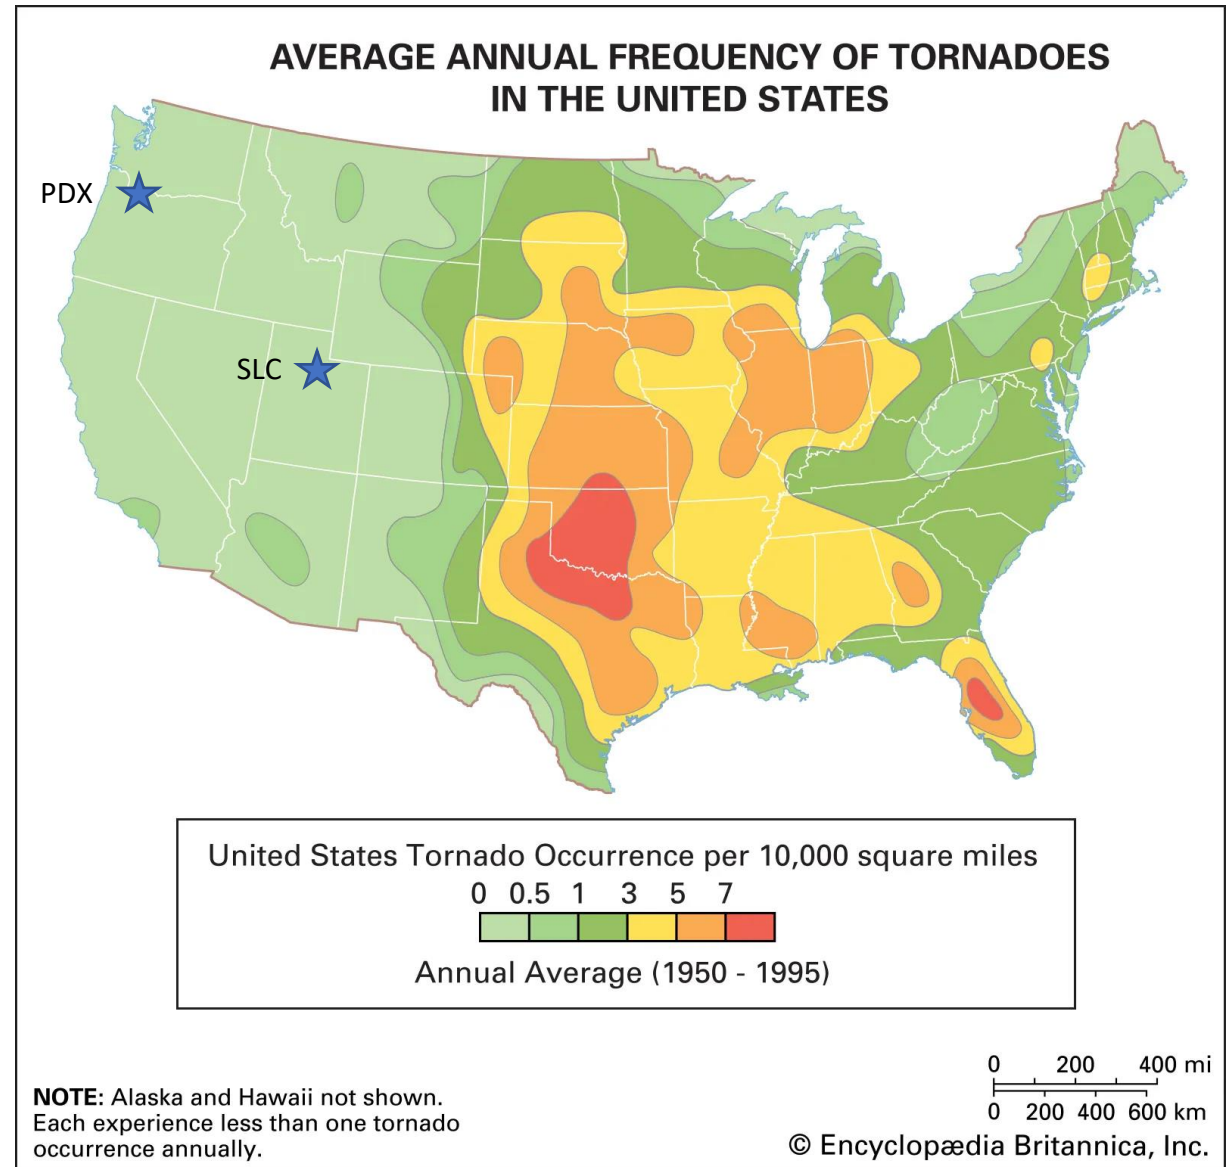 AVERAGE ANNUAL FREQUENCY OF TORNADOES
IN THE UNITED STATES
PDX
SLC
United States Tornado Occurrence per 10,000 square miles
0 0.5 1 3 5 7
Annual Average (1950 - 1995)
NOTE: Alaska and Hawaii not shown.
Each experience less than one tornado
occurrence annually.
0 200 400 mi
0 200 400 600 km
© Encyclopædia Britannica, Inc.